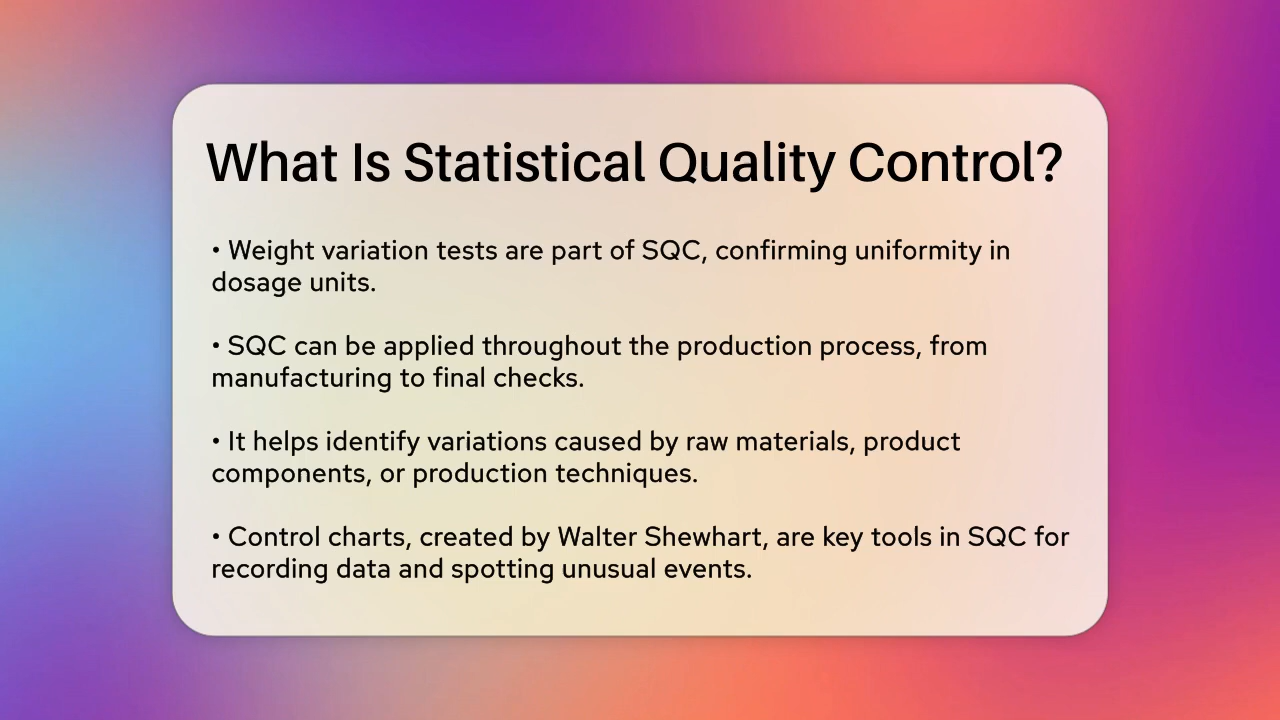 What Is Statistical Quality Control?
• Weight variation tests are part of SQC, confirming uniformity in
dosage units.
• SQC can be applied throughout the production process, from
manufacturing to final checks.
• It helps identify variations caused by raw materials, product
components, or production techniques.
• Control charts, created by Walter Shewhart, are key tools in SQC for
recording data and spotting unusual events.